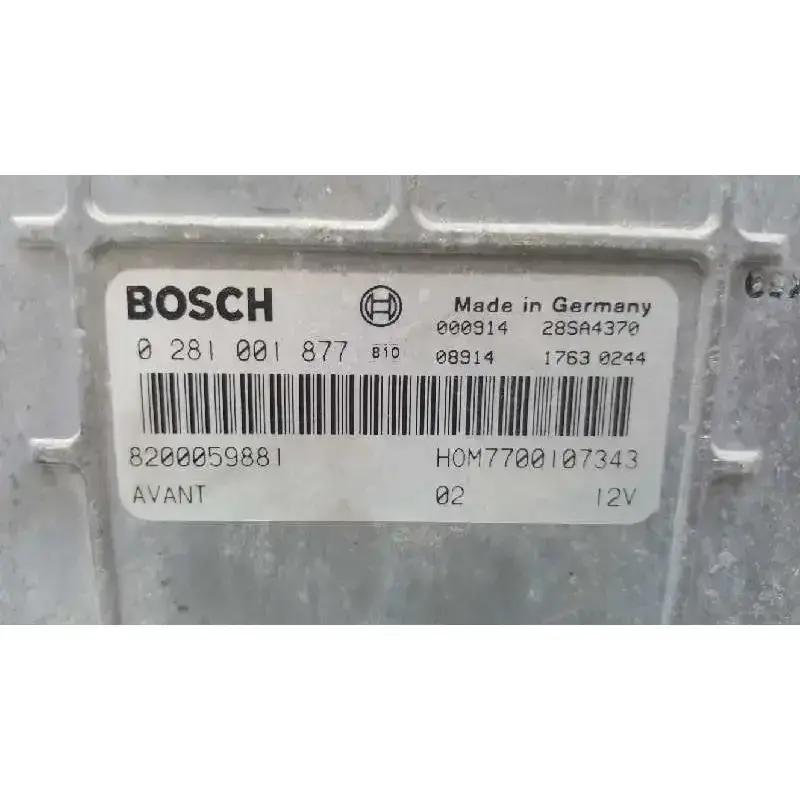 BOSCH
Made in Germany
000914 28SA4370
0 281 001 877 810 08914 1763 0244
8200059881 HOM7700107343
AVANT 02 12V